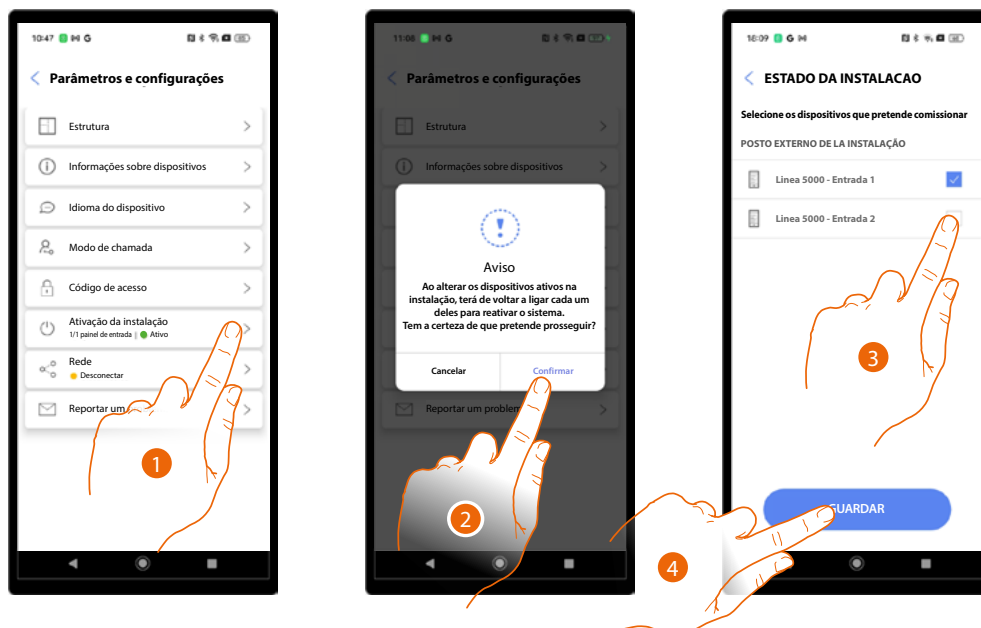 10:47 G 65
Parâmetros e configurações
Estrutura
Informações sobre dispositivos
Idioma do dispositivo
Modo de chamada
Código de acesso
Ativação da instalação
1/1 painel de entrada | Ativo
Rede
Desconectar
Reportar um
1
11:08 G
Parâmetros e configurações
Estrutura
Informações sobre dispositivos
Aviso
Ao alterar os dispositivos ativos na
instalação, terá de voltar a ligar cada um
deles para reativar o sistema.
Tem a certeza de que pretende prosseguir?
Cancelar Confirmar
Reportar um problem
2
16:09 G
ESTADO DA INSTALACAO
Selecione os dispositivos que pretende comissionar
POSTO EXTERNO DE LA INSTALAÇÃO
Linea 5000 - Entrada 1
Linea 5000 - Entrada 2
3
GUARDAR
4